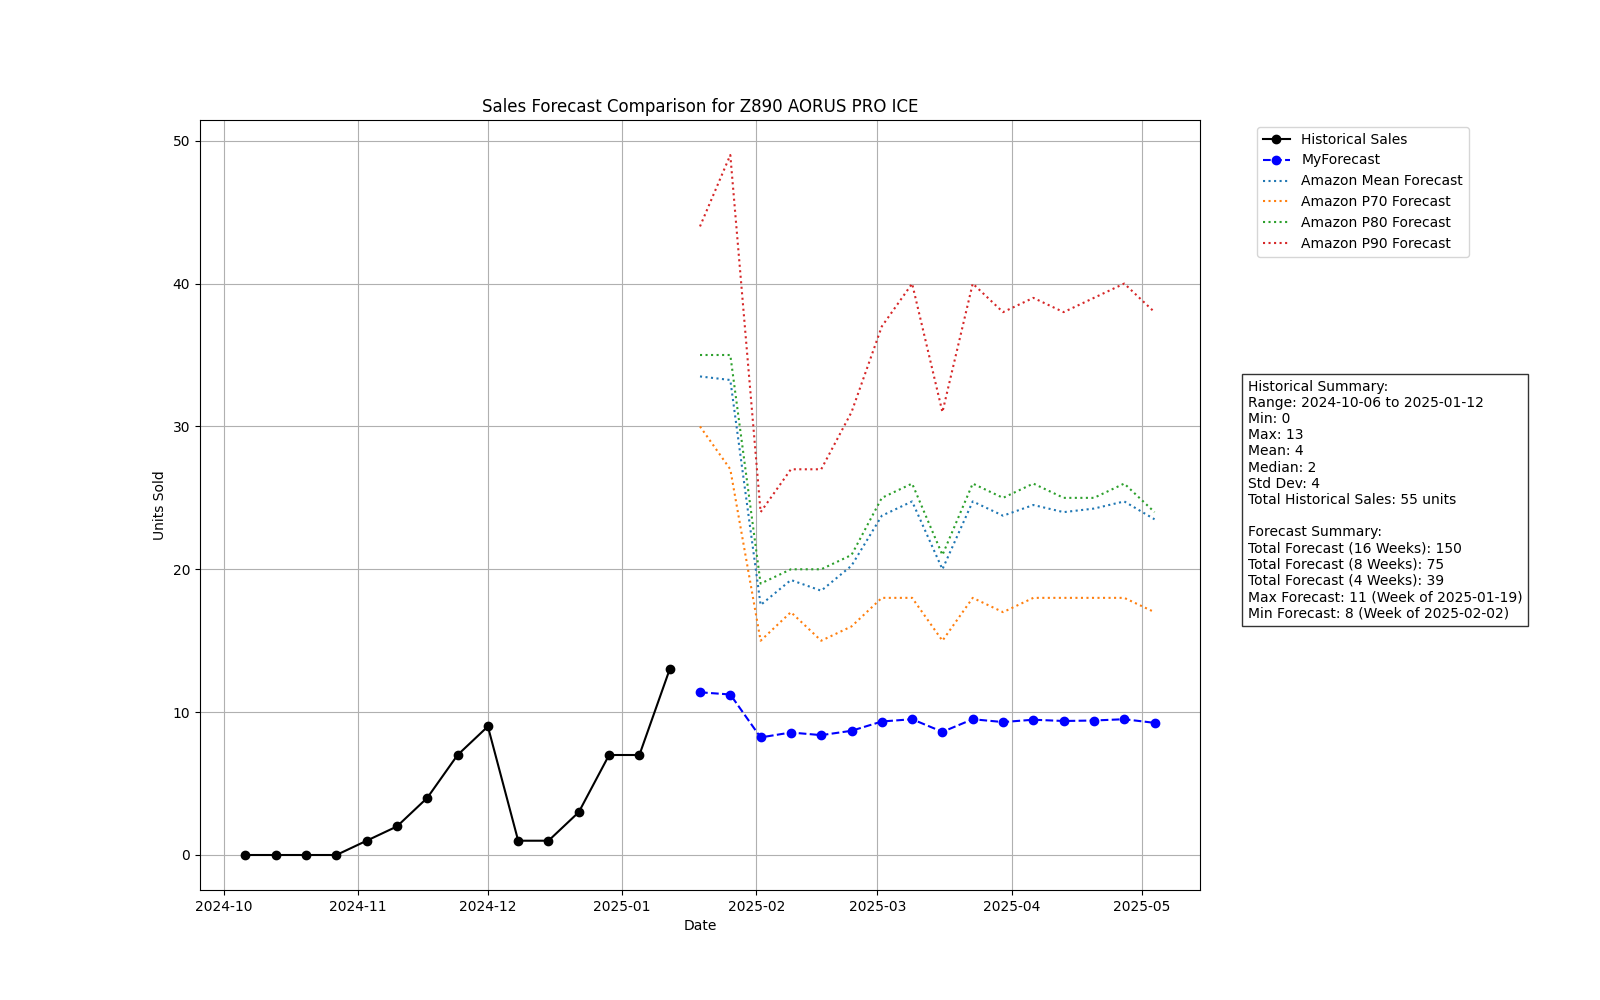 Sales Forecast Comparison for Z890 AORUS PRO ICE
Units Sold
50
40
30
20
10
0
2024-10
2024-11
2024-12
2025-01
2025-02
2025-03
2025-04
2025-05
Date
Historical Sales
MyForecast
Amazon Mean Forecast
Amazon P70 Forecast
Amazon P80 Forecast
Amazon P90 Forecast
Historical Summary:
Range: 2024-10-06 to 2025-01-12
Min: 0
Max: 13
Mean: 4
Median: 2
Std Dev: 4
Total Historical Sales: 55 units
Forecast Summary:
Total Forecast (16 Weeks): 150
Total Forecast (8 Weeks): 75
Total Forecast (4 Weeks): 39
Max Forecast: 11 (Week of 2025-01-19)
Min Forecast: 8 (Week of 2025-02-02)